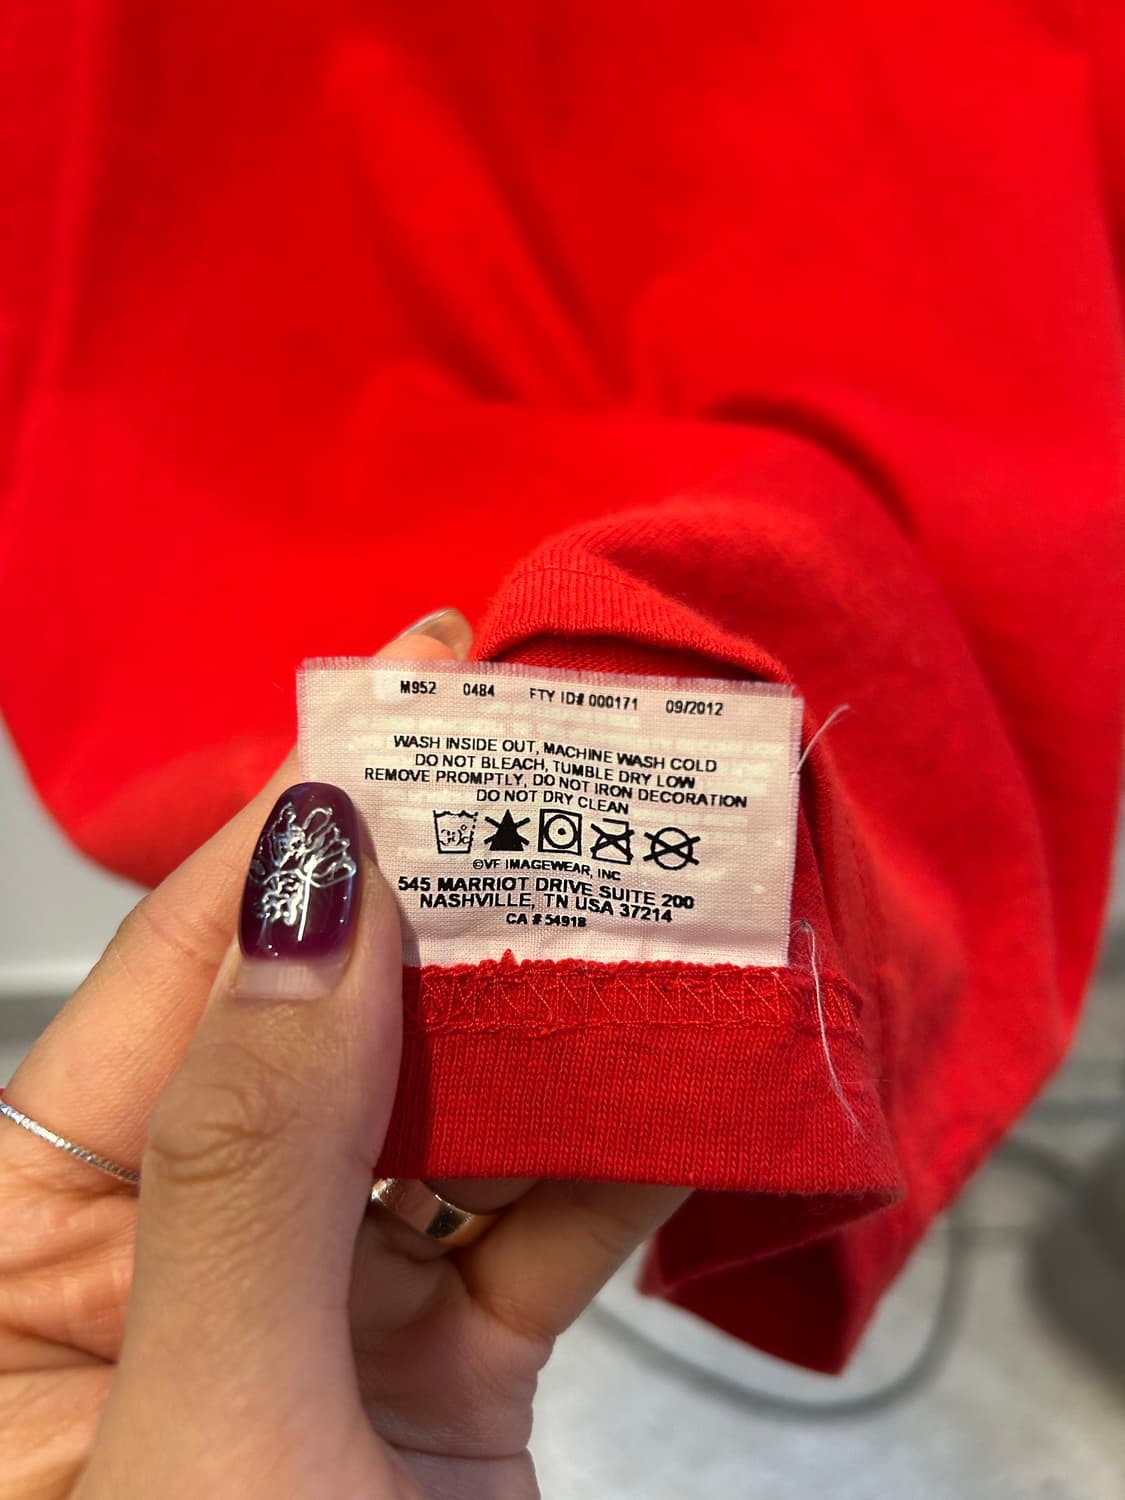 M952 0484 FTY ID# 000171 09/2012
WASH INSIDE OUT, MACHINE WASH COLD
DO NOT BLEACH, TUMBLE DRY LOW
REMOVE PROMPTLY, DO NOT IRON DECORATION
DO NOT DRY CLEAN
30c
©VF IMAGEWEAR, INC
545 MARRIOT DRIVE SUITE 200
NASHVILLE, TN USA 37214
CA # 54918